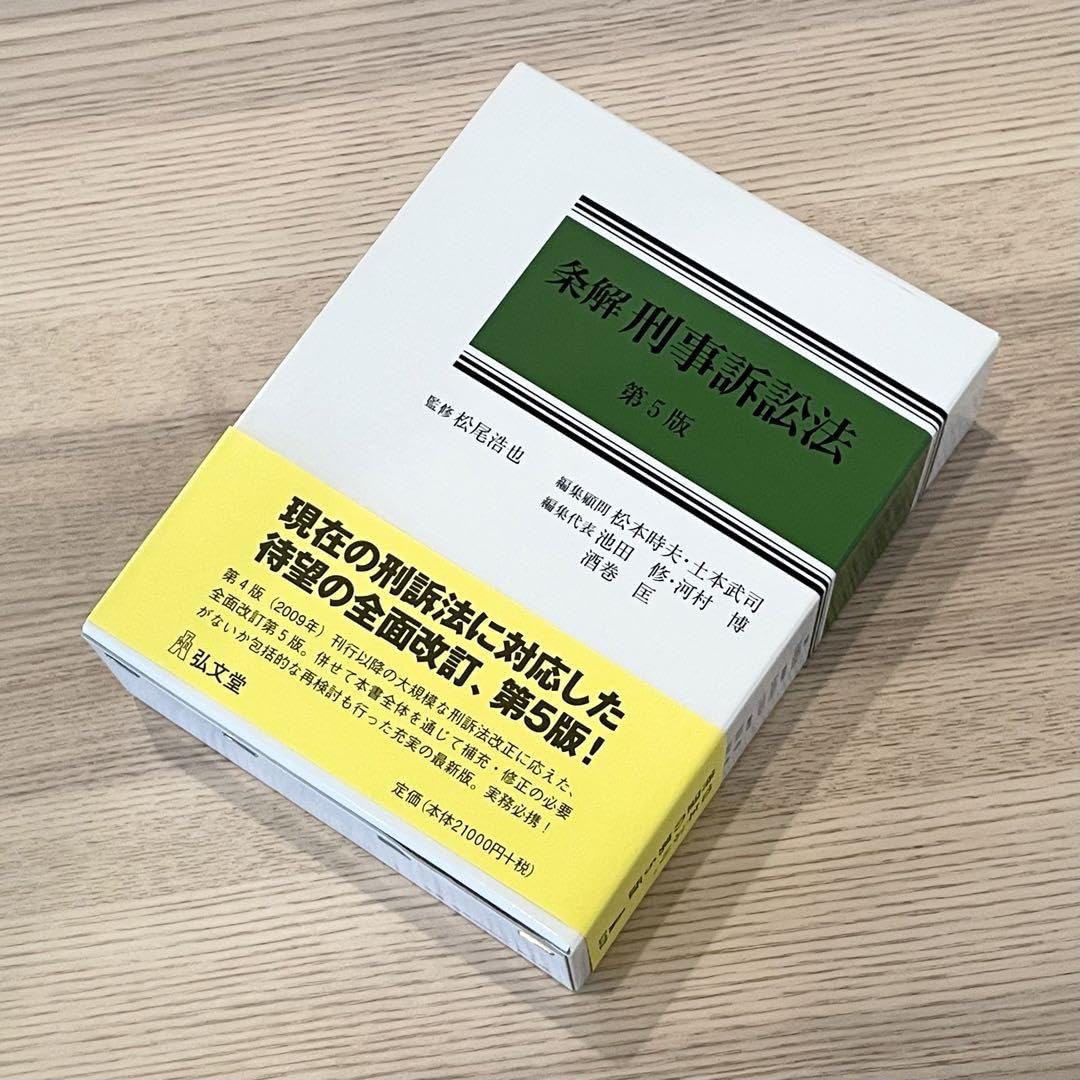 条解 刑事訴訟法
第5版
監修 松尾浩也
編集顧問 松本時夫・土本武司
編集代表 池田 修・河村 博
酒巻 匡
現在の刑訴法に対応した
待望の全面改訂、第5版!
第4版(2009年)刊行以降の大規模な刑訴法改正に応えた、
全面改訂第5版。併せて本書全体を通じて補充・修正の必要
がないか包括的な再検討も行った充実の最新版。実務必携!
弘文堂
定価(本体21000円+税)